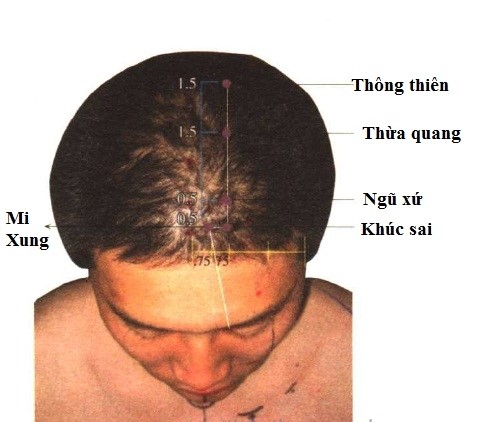 1.5
Thông thiên
1.5
Thừa quang
0.5
Ngũ xứ
0.5
Khúc sai
Mi
Xung
.75 75